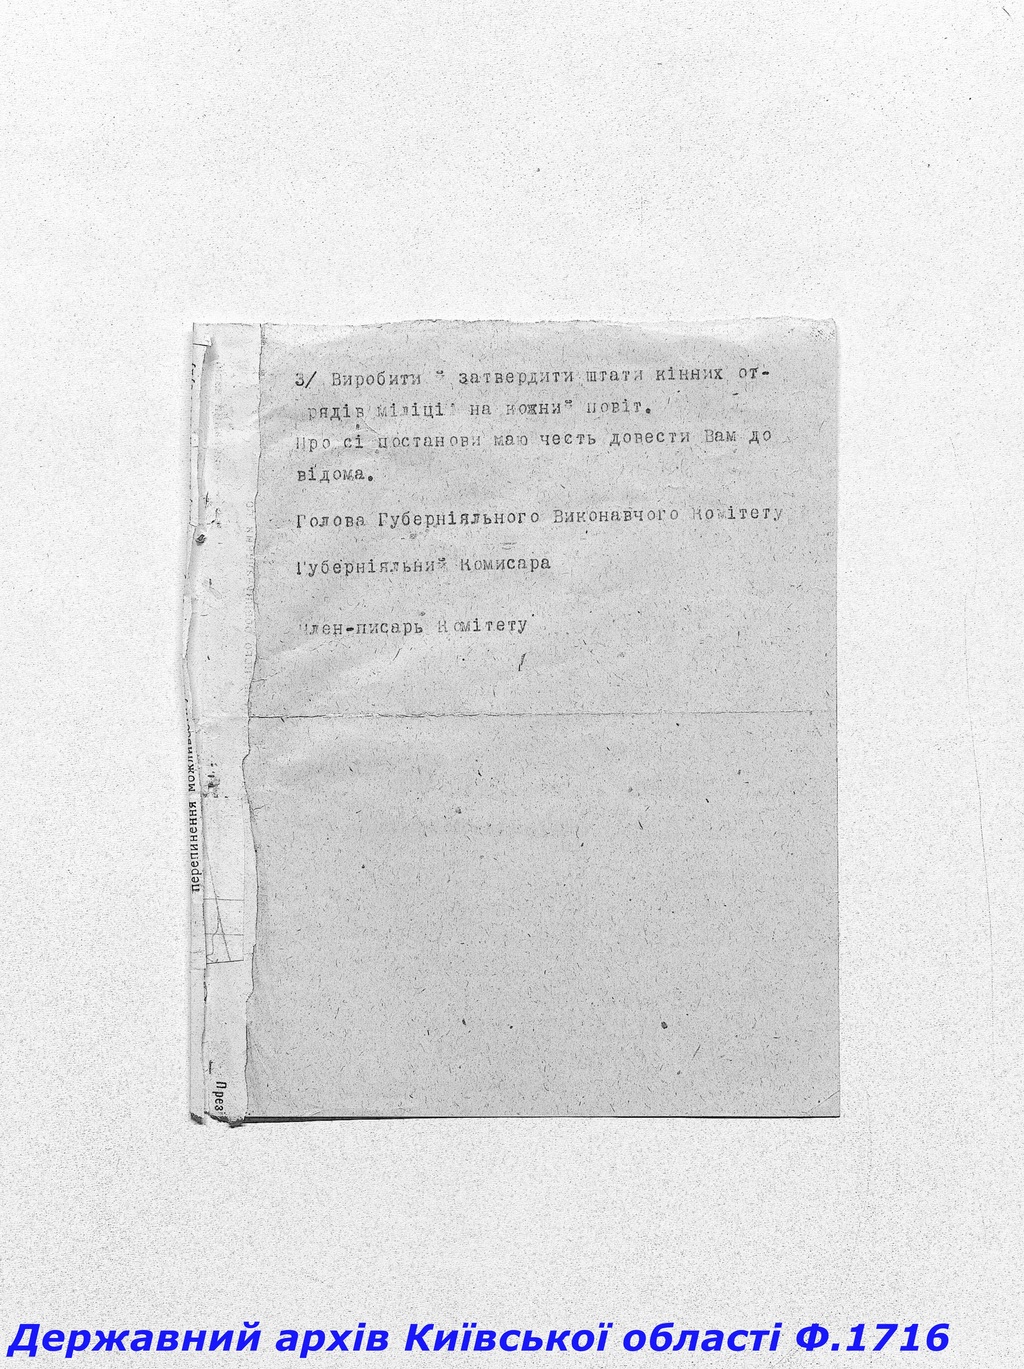 3/ Виробити й затвердити штати кінних от-
рядів міліції на кожний повіт.
Про сі постанови маю честь довести Вам до
відома.
Голова Губерніяльного Виконавчого Комітету
Губерніяльний Комисара
Член-писарь Комітету
перепинення
През
Державний архів Київської області Ф.1716